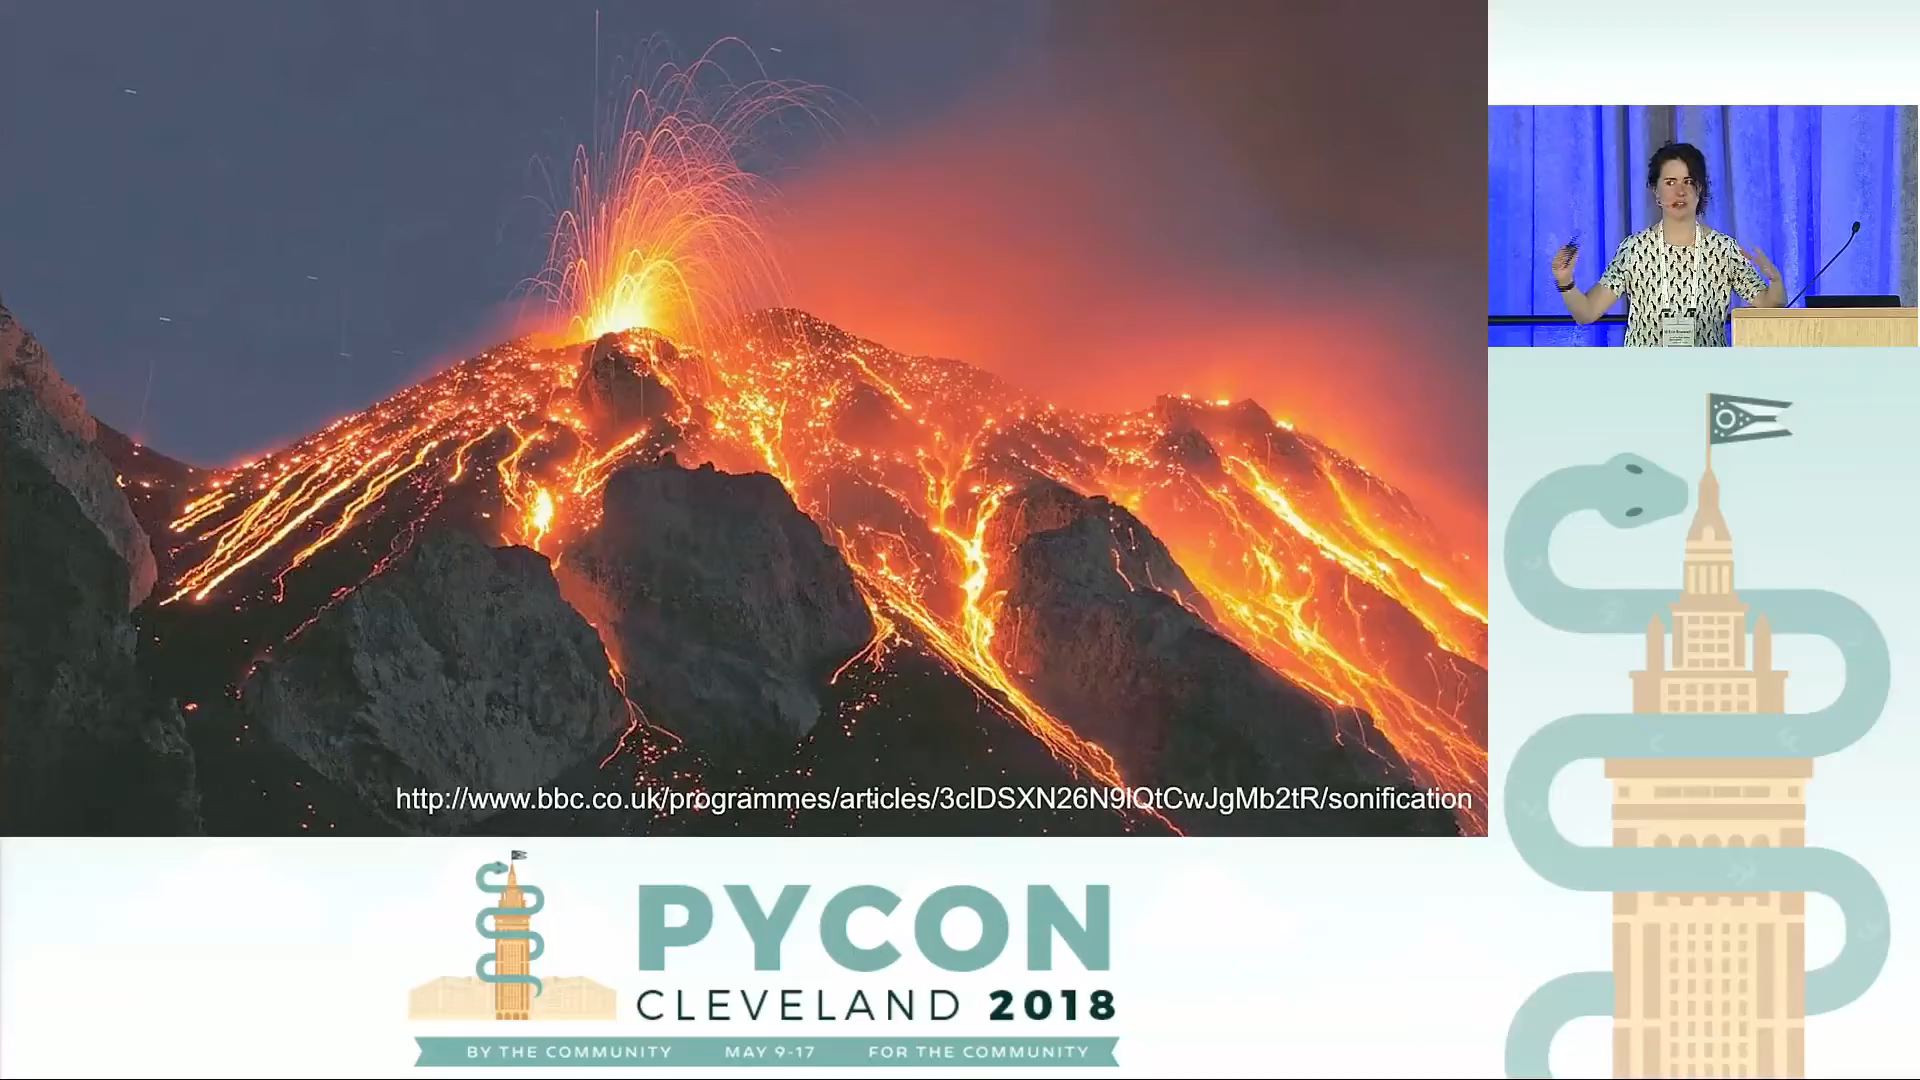 http://www.bbc.co.uk/programmes/articles/3clDSXN26N9lQtCwJgMb2tR/sonification
PYCON
CLEVELAND 2018
BY THE COMMUNITY MAY 9-17 FOR THE COMMUNITY